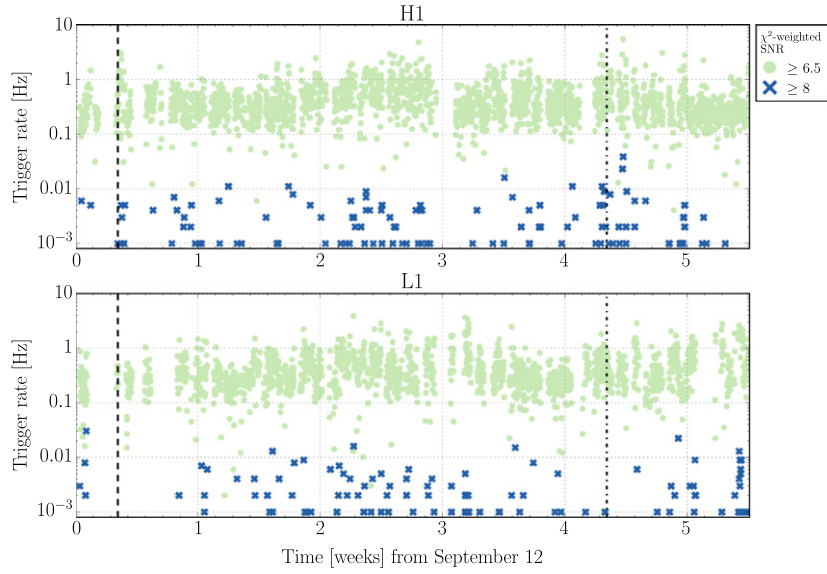 H1
χ²-weighted
SNR
≥ 6.5
≥ 8
Trigger rate [Hz]
10
1
0.1
0.01
10⁻³
0 1 2 3 4 5
L1
Trigger rate [Hz]
10
1
0.1
0.01
10⁻³
0 1 2 3 4 5
Time [weeks] from September 12